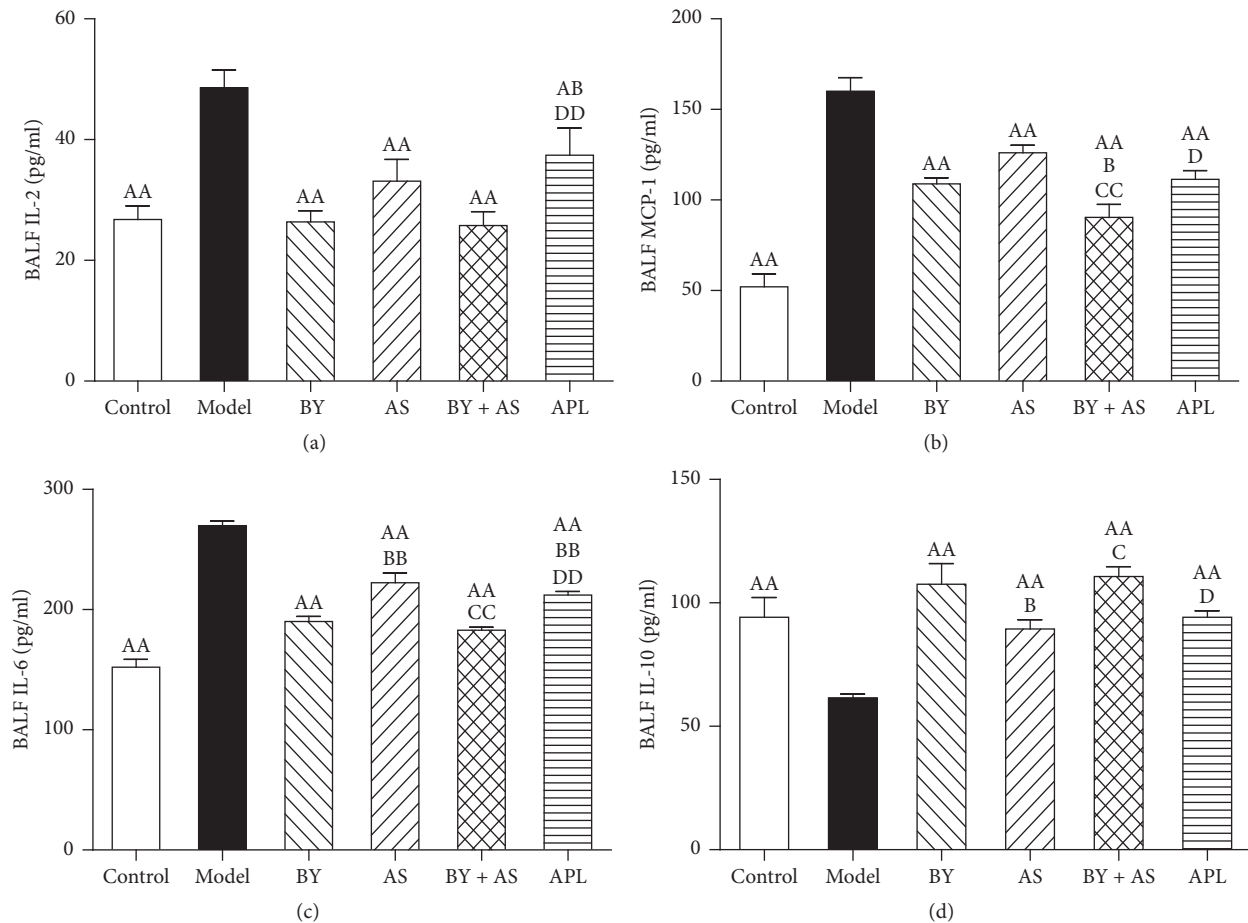 60
40
20
0
BALF IL-2 (pg/ml)
AA
AA
AA
AA
AB
DD
Control Model BY AS BY + AS APL
(a)
200
150
100
50
0
BALF MCP-1 (pg/ml)
AA
AA
AA
AA
B
CC
AA
D
Control Model BY AS BY + AS APL
(b)
300
200
100
0
BALF IL-6 (pg/ml)
AA
AA
AA
BB
AA
CC
AA
BB
DD
Control Model BY AS BY + AS APL
(c)
150
100
50
0
BALF IL-10 (pg/ml)
AA
AA
AA
B
AA
C
AA
D
Control Model BY AS BY + AS APL
(d)